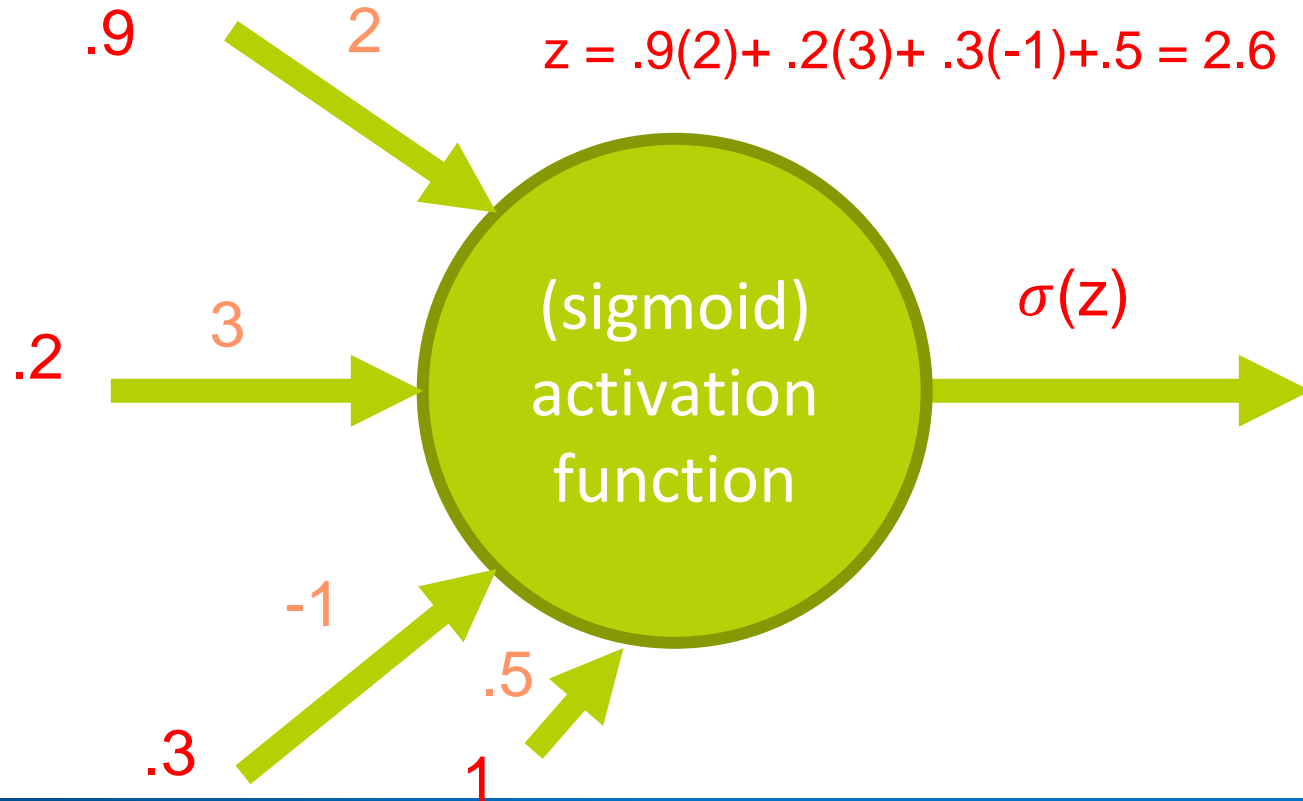 .9
2
z = .9(2)+ .2(3)+ .3(-1)+.5 = 2.6
.2
3
(sigmoid)
activation
function
σ(z)
-1
.5
.3
1